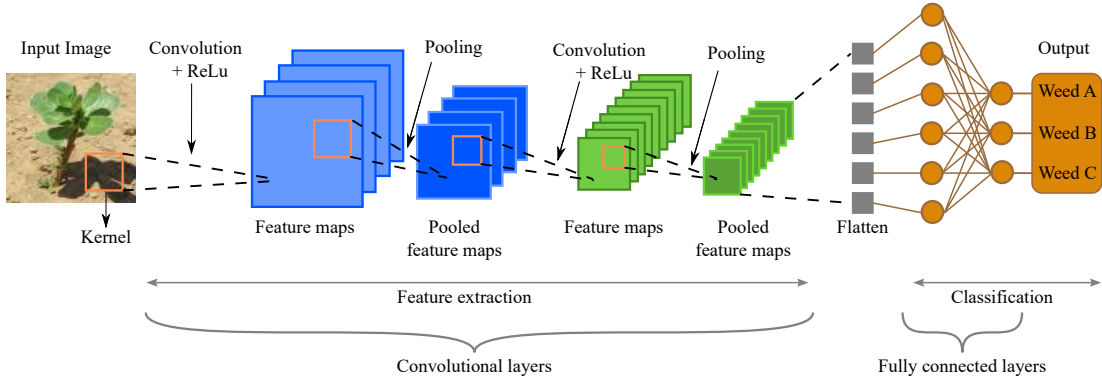 Input Image
Convolution
+ ReLu
Pooling
Convolution
+ ReLu
Pooling
Output
Weed A
Weed B
Weed C
Kernel
Feature maps
Pooled
feature maps
Feature maps
Pooled
feature maps
Flatten
Feature extraction
Classification
Convolutional layers
Fully connected layers